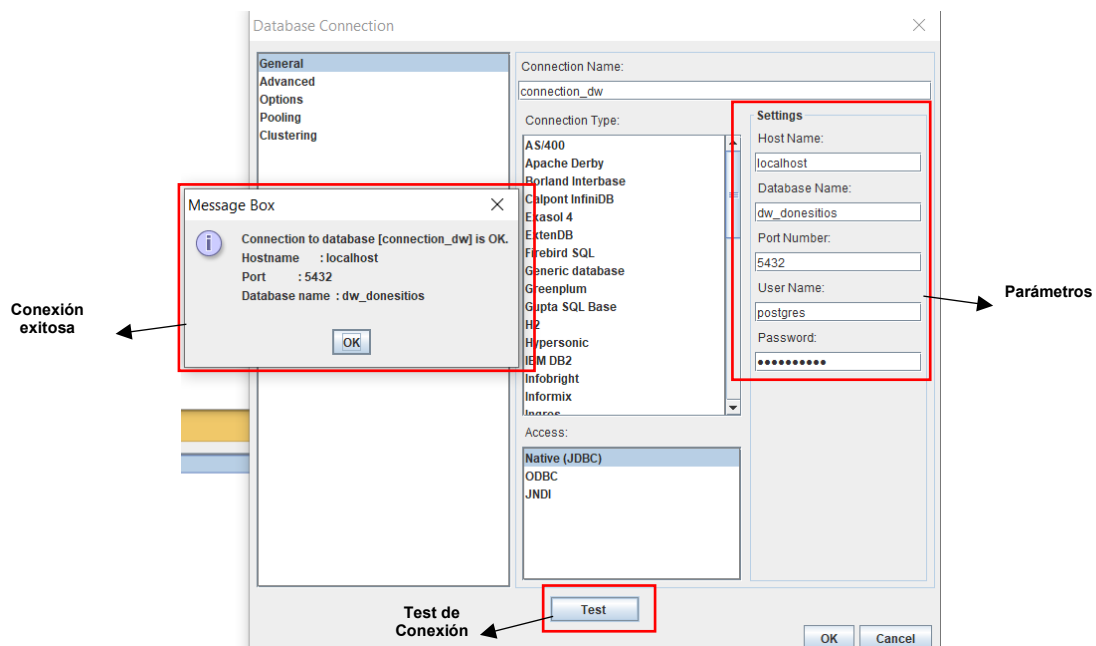 Database Connection
General
Advanced
Options
Pooling
Clustering
Connection Name:
connection_dw
Connection Type:
AS/400
Apache Derby
Borland Interbase
Calpont InfiniDB
Exasol 4
ExtenDB
Firebird SQL
Generic database
Greenplum
Gupta SQL Base
H2
Hypersonic
IBM DB2
Infobright
Informix
Ingres
Access:
Native (JDBC)
ODBC
JNDI
Settings
Host Name:
localhost
Database Name:
dw_donesitios
Port Number:
5432
User Name:
postgres
Password:
••••••••••
Parámetros
Message Box
Connection to database [connection_dw] is OK.
Hostname : localhost
Port : 5432
Database name : dw_donesitios
OK
Conexión
exitosa
Test de
Conexión
Test
OK Cancel